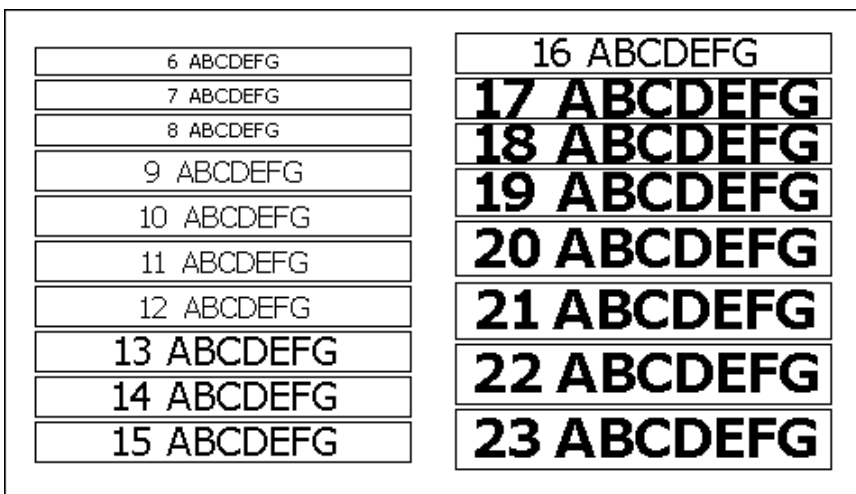 6 ABCDEFG
7 ABCDEFG
8 ABCDEFG
9 ABCDEFG
10 ABCDEFG
11 ABCDEFG
12 ABCDEFG
13 ABCDEFG
14 ABCDEFG
15 ABCDEFG
16 ABCDEFG
17 ABCDEFG
18 ABCDEFG
19 ABCDEFG
20 ABCDEFG
21 ABCDEFG
22 ABCDEFG
23 ABCDEFG